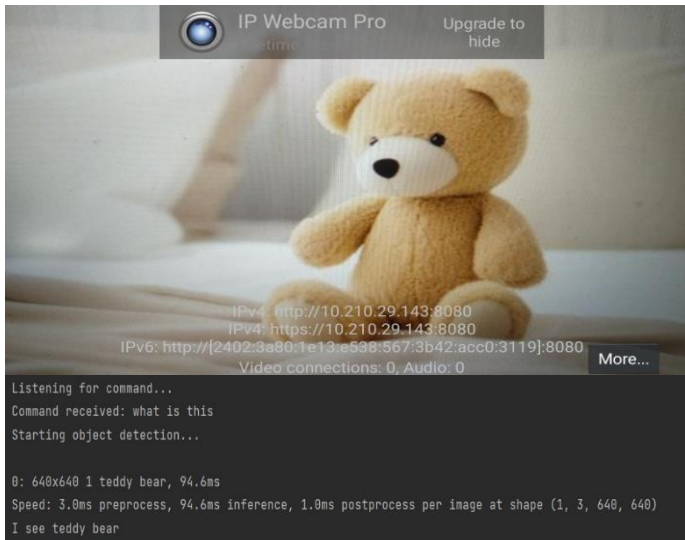 IP Webcam Pro
Upgrade to
hide
IPv4: http://10.210.29.143:8080
IPv4: https://10.210.29.143:8080
IPv6: http://[2402:3a80:1e13:e538:567:3b42:acc0:3119]:8080
Video connections: 0, Audio: 0
More...
Listening for command...
Command received: what is this
Starting object detection...
0: 640x640 1 teddy bear, 94.6ms
Speed: 3.0ms preprocess, 94.6ms inference, 1.0ms postprocess per image at shape (1, 3, 640, 640)
I see teddy bear